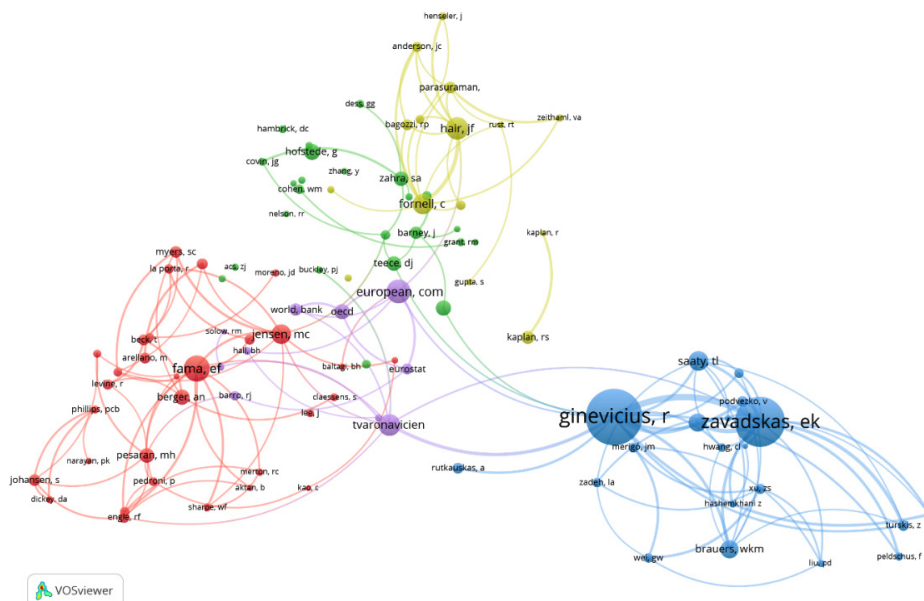 henseler, j
anderson, jc
parasuraman,
dess, gg
hair, jf
bagozzi, rp
rust, rt
zeithaml, va
hambrick, dc
hofstede, g
covin, jg
zhang, y
zahra, sa
cohen, wm
fornell, c
nelson, rr
barney, j
grant, rm
kaplan, r
myers, sc
la porta, r
acs, zj
moreno, jd
buckley, pj
teece, dj
gupta, s
european, com
world, bank
oecd
solow, rm
jensen, mc
kaplan, rs
beck, t
arellano, m
hall, bh
fama, ef
baltagi, bh
eurostat
saaty, tl
levine, r
berger, an
barro, rj
claessens, s
podvezko, v
phillips, pcb
lee, j
tvaronavicien
ginevicius, r
zavadskas, ek
narayan, pk
pesaran, mh
merigo, jm
hwang, cl
johansen, s
pedroni, p
merton, rc
rutkauskas, a
zadeh, la
dickey, da
aktan, b
kao, c
xu, zs
hashemkhani z
engle, rf
sharpe, wf
turskis, z
wei, gw
brauers, wkm
liu, pd
peldschus, f
VOSviewer